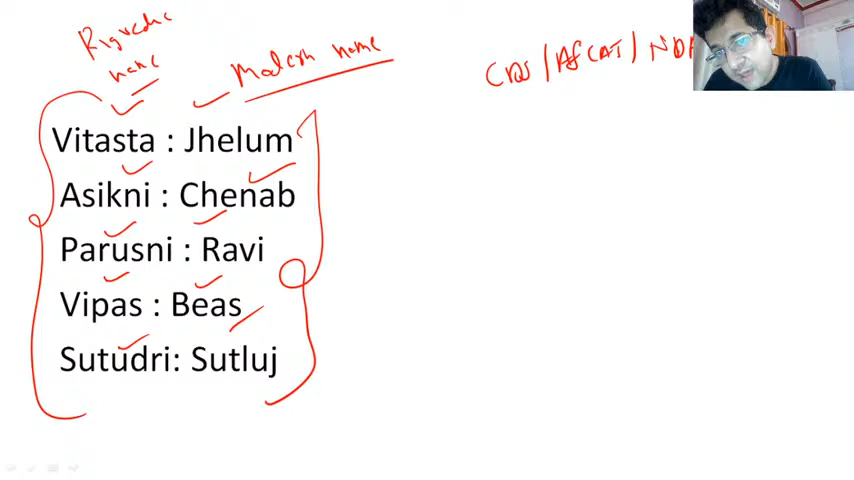 Rigvedic name
Modern name
CDS / AfCAT / NDA
Vitasta : Jhelum
Asikni : Chenab
Parusni : Ravi
Vipas : Beas
Sutudri: Sutluj